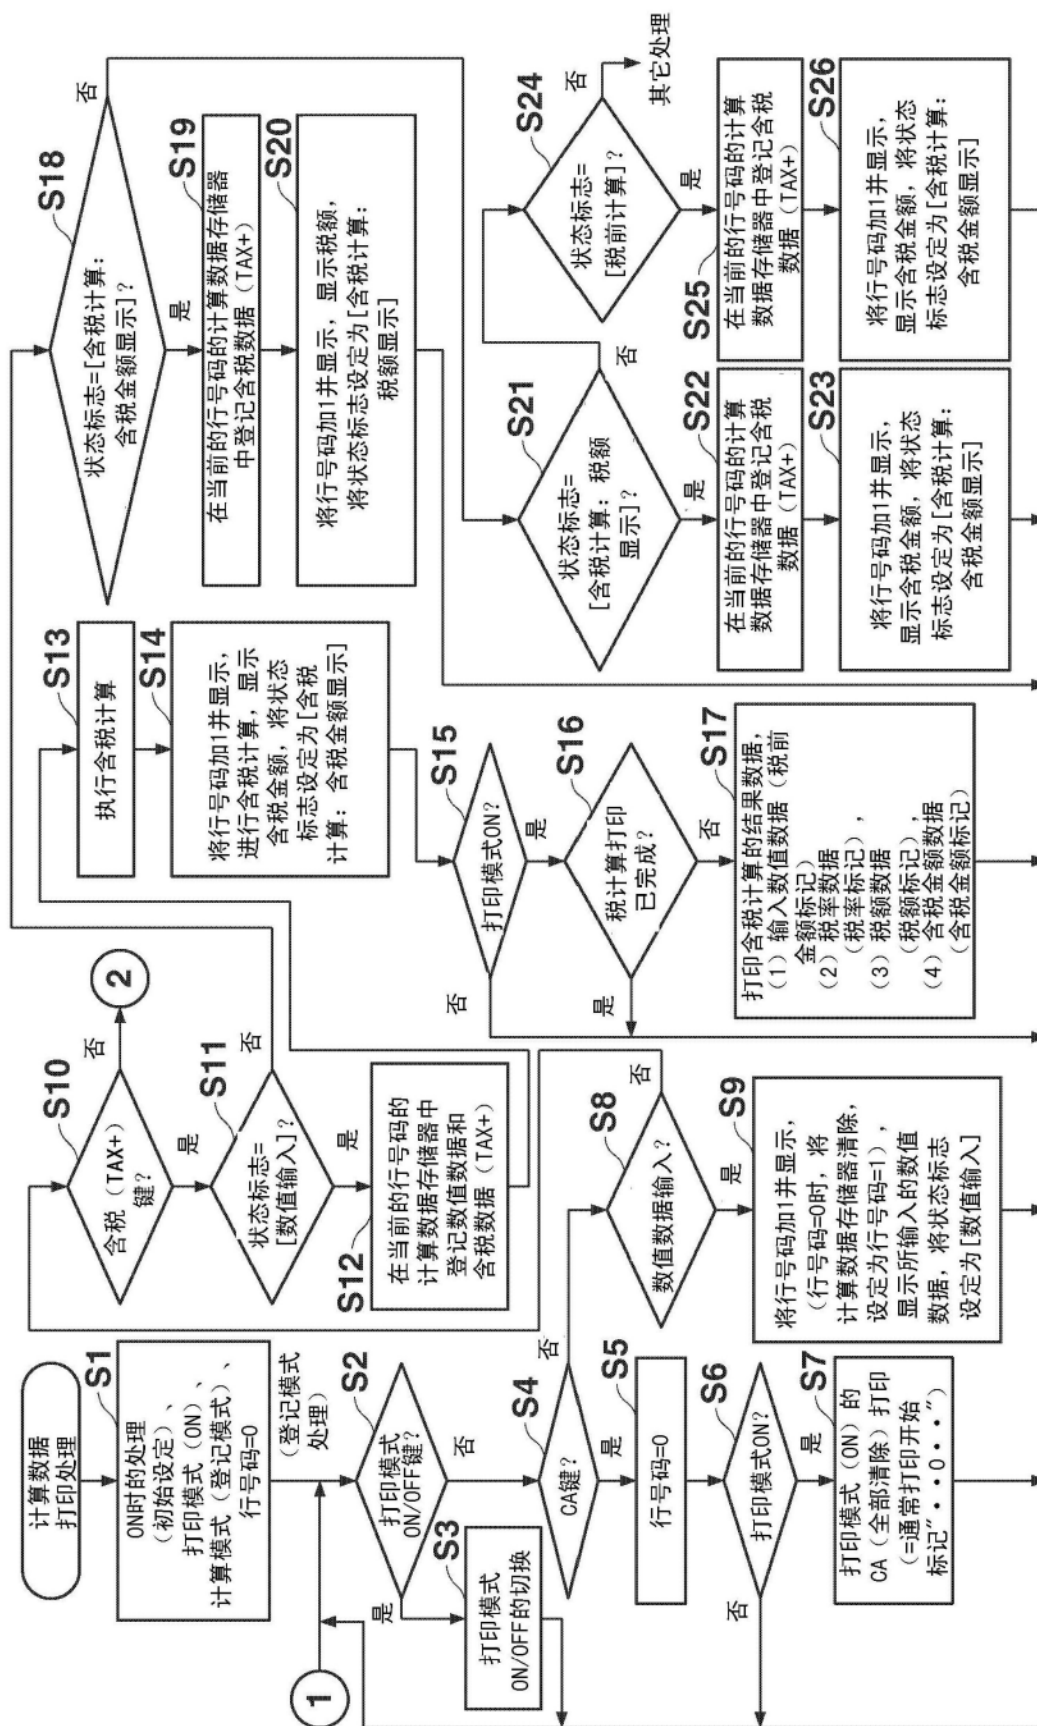 计算数据
打印处理
S1
ON时的处理
（初始设定）、
打印模式（ON）、
计算模式（登记模式）、
行号码=0
（登记模式
处理）
1
S2
打印模式
ON/OFF键?
是
否
S3
打印模式
ON/OFF的切换
S4
CA键?
否
是
S5
行号码=0
S6
打印模式ON?
否
是
S7
打印模式（ON）的
CA（全部清除）打印
（=通常打印开始
标记"··0··"
S8
数值数据输入?
否
是
S9
将行号码加1并显示，
（行号码=0时，将
计算数据存储器清除，
设定为行号码=1），
显示所输入的数值
数据，将状态标志
设定为[数值输入]
S10
含税（TAX+）
键?
否
2
是
S11
状态标志=
[数值输入]?
否
是
S12
在当前的行号码的
计算数据存储器中
登记数值数据和
含税数据（TAX+）
S13
执行含税计算
S14
将行号码加1并显示，
进行含税计算，显示
含税金额，将状态
标志设定为[含税
计算：含税金额显示]
S15
打印模式ON?
否
是
S16
税计算打印
已完成?
是
否
S17
打印含税计算的结果数据，
（1）输入数值数据（税前
金额标记）
（2）税率数据
（税率标记），
（3）税额数据
（税额标记），
（4）含税金额数据
（含税金额标记）
S18
状态标志=[含税计算：
含税金额显示]?
否
是
S19
在当前的行号码的计算数据存储器
中登记含税数据（TAX+）
S20
将行号码加1并显示，显示税额，
将状态标志设定为[含税计算：
税额显示]
S21
状态标志=
[含税计算：税额
显示]?
否
是
S22
在当前的行号码的计算
数据存储器中登记含税
数据（TAX+）
S23
将行号码加1并显示，
显示含税金额，将状态
标志设定为[含税计算：
含税金额显示]
S24
状态标志=
[税前计算]?
否
其它处理
是
S25
在当前的行号码的计算
数据存储器中登记含税
数据（TAX+）
S26
将行号码加1并显示，
显示含税金额，将状态
标志设定为[含税计算：
含税金额显示]